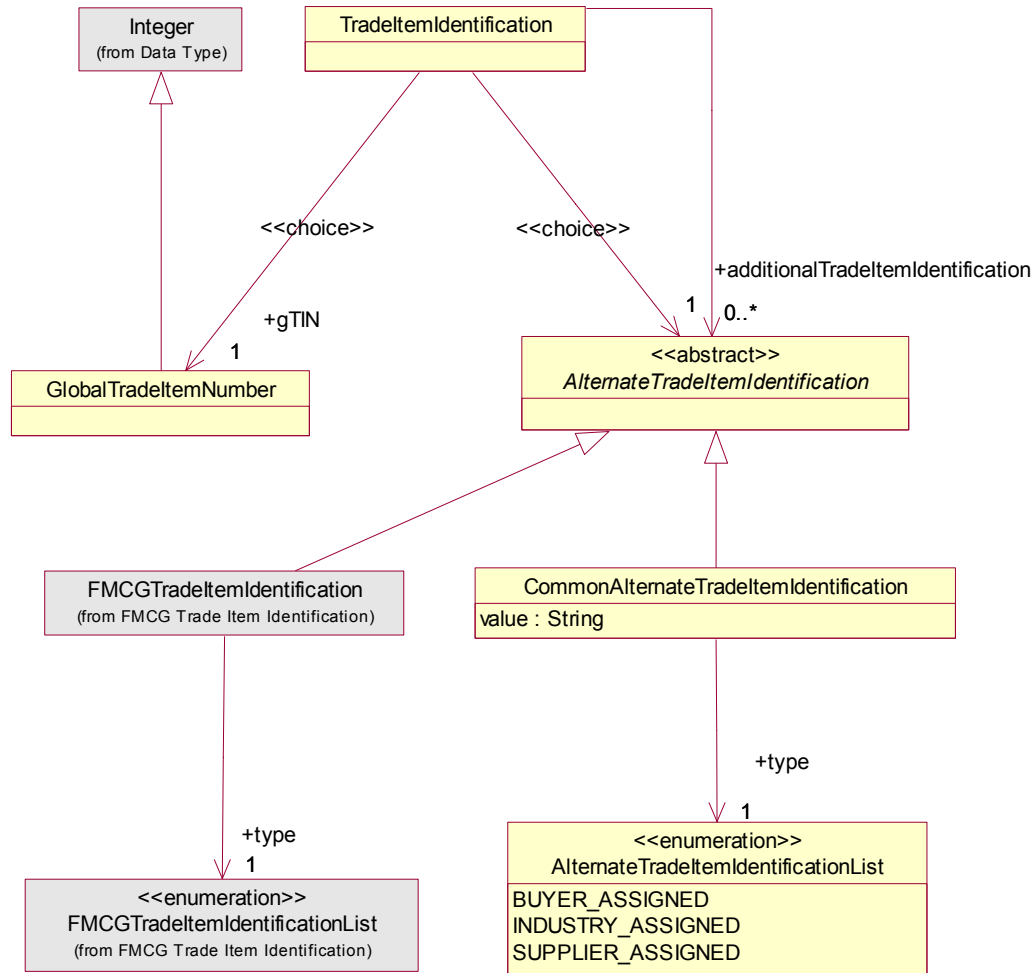 Integer
(from Data Type)
TradeItemIdentification
<<choice>>
<<choice>>
+additionalTradeItemIdentification
+gTIN
1
1
0..*
GlobalTradeItemNumber
<<abstract>>
AlternateTradeItemIdentification
FMCGTradeItemIdentification
(from FMCG Trade Item Identification)
CommonAlternateTradeItemIdentification
value : String
+type
1
+type
1
<<enumeration>>
FMCGTradeItemIdentificationList
(from FMCG Trade Item Identification)
<<enumeration>>
AlternateTradeItemIdentificationList
BUYER_ASSIGNED
INDUSTRY_ASSIGNED
SUPPLIER_ASSIGNED